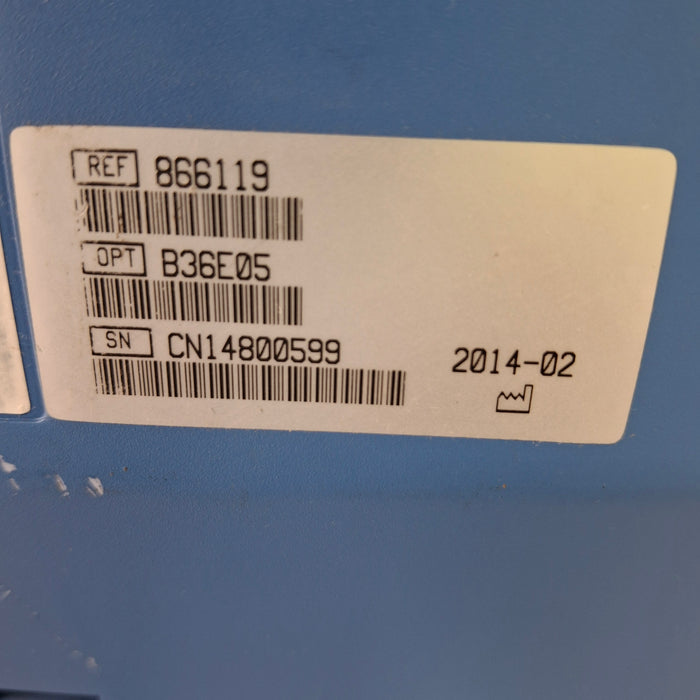 REF 866119
OPT B36E05
SN CN14800599
2014-02